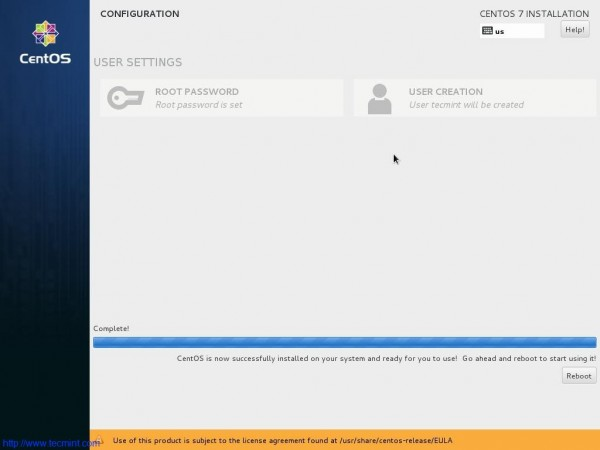 CentOS
CONFIGURATION
CENTOS 7 INSTALLATION
us
Help!
USER SETTINGS
ROOT PASSWORD
Root password is set
USER CREATION
User tecmint will be created
Complete!
CentOS is now successfully installed on your system and ready for you to use! Go ahead and reboot to start using it!
Reboot
http://www.tecmint.com
Use of this product is subject to the license agreement found at /usr/share/centos-release/EULA